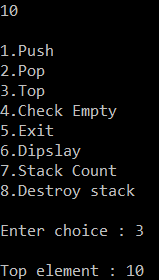 10
1.Push
2.Pop
3.Top
4.Check Empty
5.Exit
6.Dipslay
7.Stack Count
8.Destroy stack
Enter choice : 3
Top element : 10